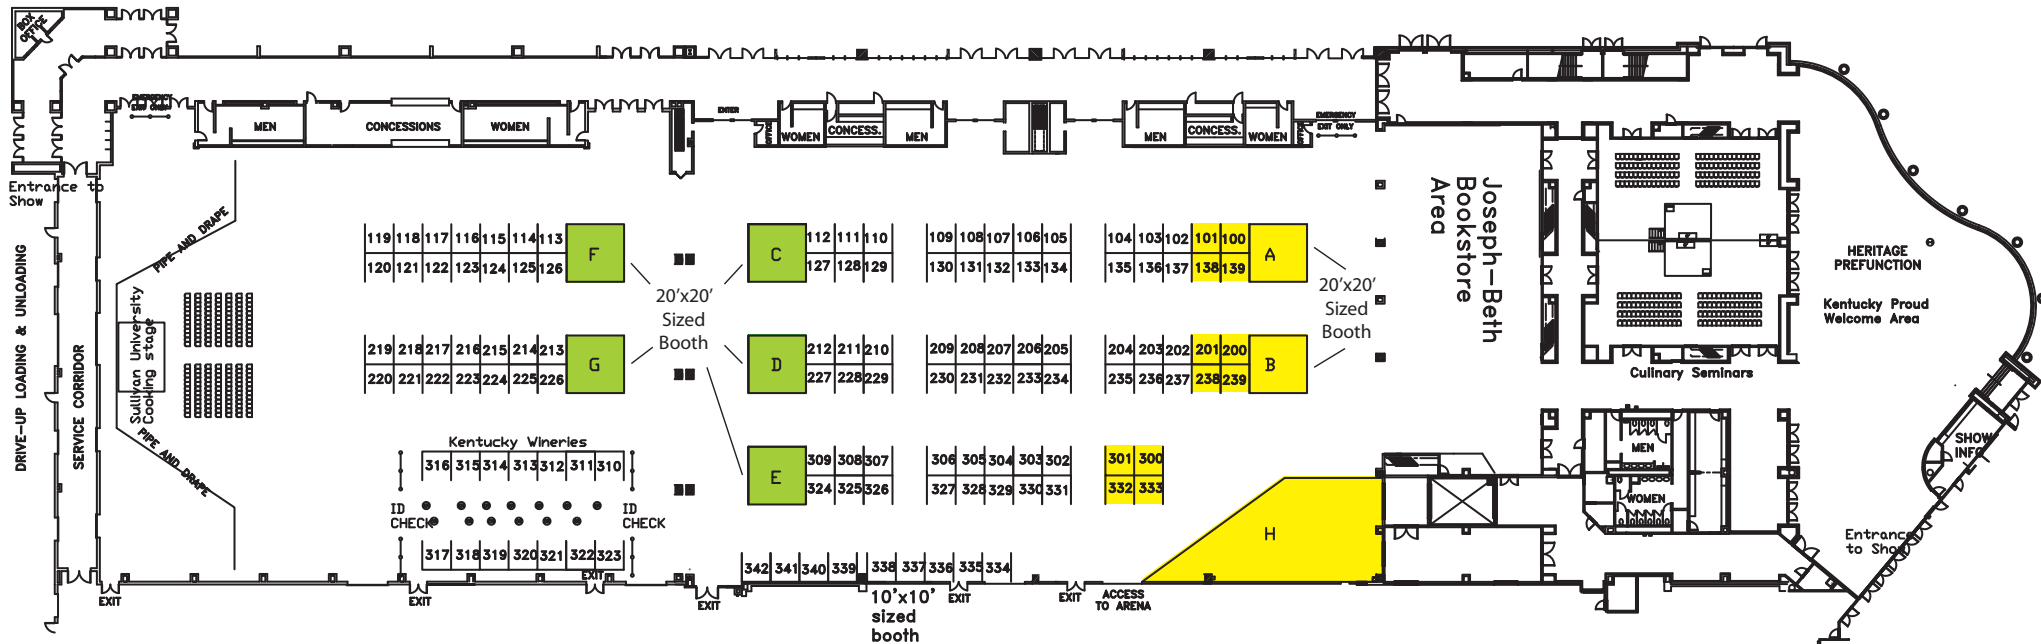 BOX
OFFICE
EMERGENCY
EXIT ONLY
MEN
CONCESSIONS
WOMEN
ENTER
OFFICE
WOMEN
CONCESS.
MEN
MEN
CONCESS.
WOMEN
OFFICE
EMERGENCY
EXIT ONLY
Entrance to
Show
DRIVE-UP LOADING & UNLOADING
SERVICE CORRIDOR
PIPE AND DRAPE
Sullivan University
Cooking stage
PIPE AND DRAPE
119 118 117 116 115 114 113
120 121 122 123 124 125 126
F
C
112 111 110
127 128 129
109 108 107 106 105
130 131 132 133 134
104 103 102 101 100
135 136 137 138 139
A
20'x20'
Sized
Booth
20'x20'
Sized
Booth
219 218 217 216 215 214 213
220 221 222 223 224 225 226
G
D
212 211 210
227 228 229
209 208 207 206 205
230 231 232 233 234
204 203 202 201 200
235 236 237 238 239
B
Joseph-Beth
Bookstore
Area
HERITAGE
PREFUNCTION
Kentucky Proud
Welcome Area
Culinary Seminars
Kentucky Wineries
316 315 314 313 312 311 310
ID
CHECK
ID
CHECK
317 318 319 320 321 322 323
E
309 308 307
324 325 326
306 305 304 303 302
327 328 329 330 331
301 300
332 333
H
MEN
WOMEN
SHOW
INFO
Entrance
to Show
342 341 340 339 338 337 336 335 334
10'x10'
sized
booth
EXIT
EXIT
EXIT
EXIT
EXIT
EXIT
ACCESS
TO ARENA